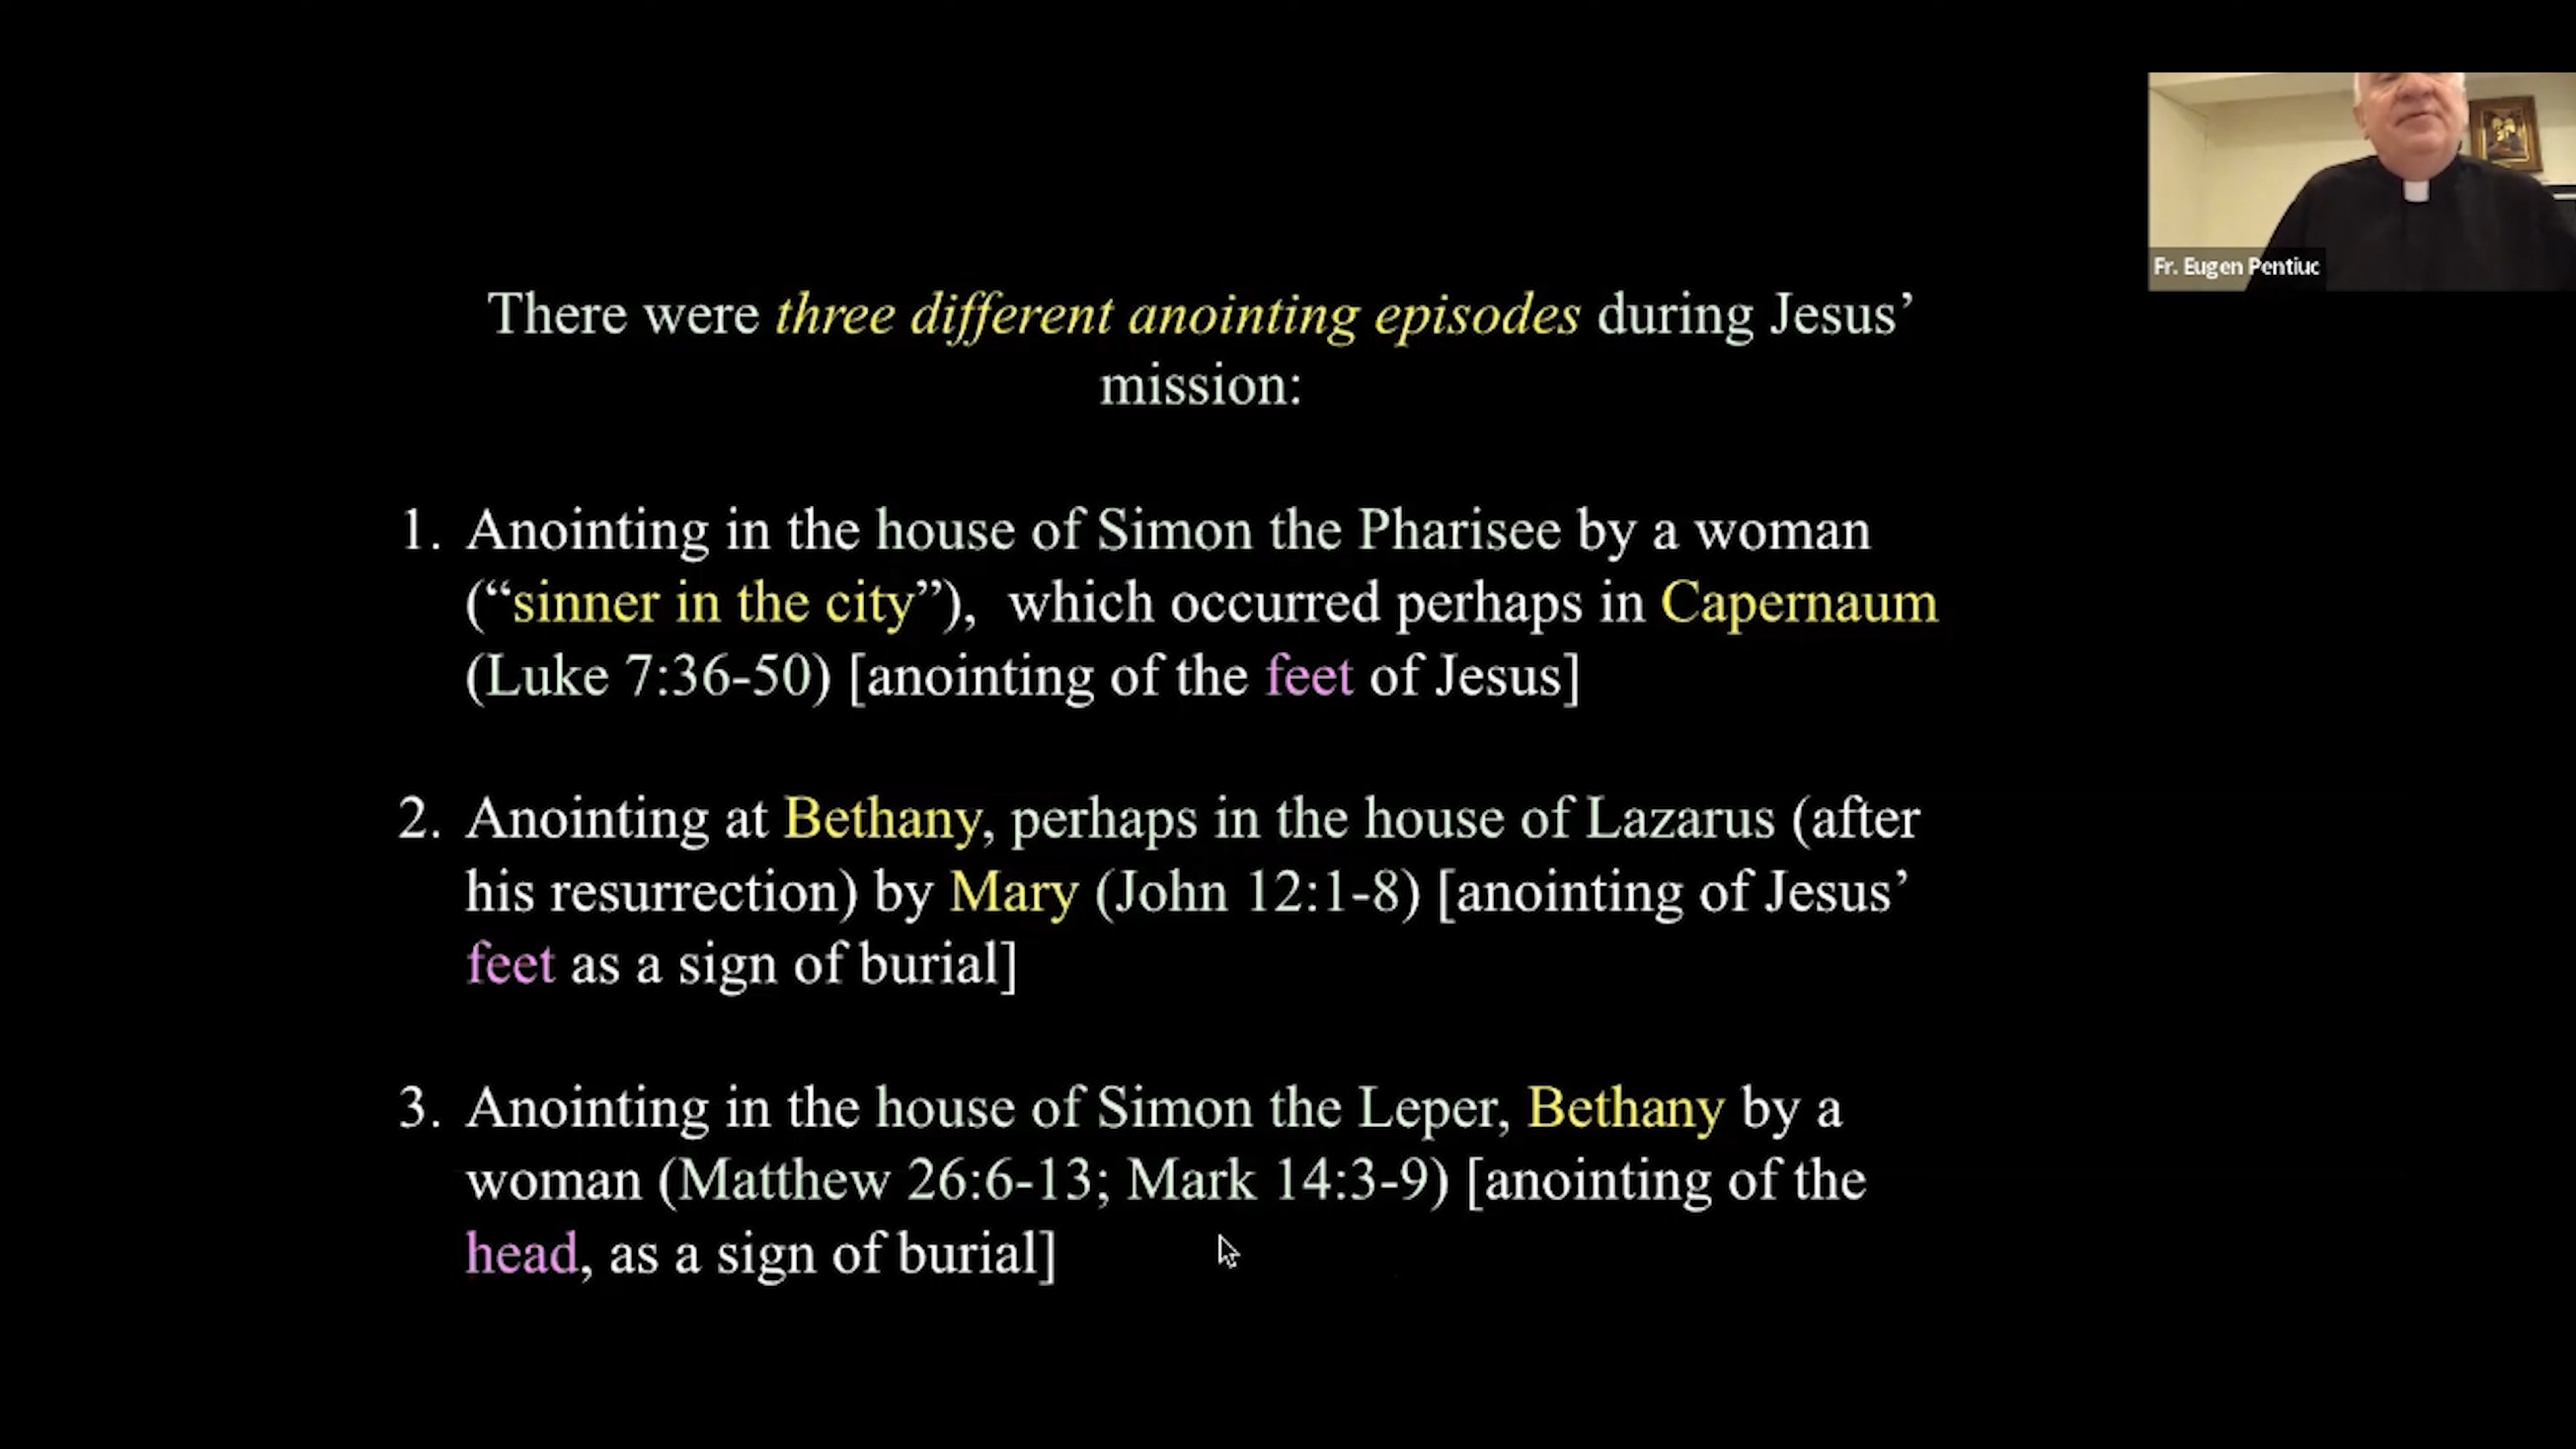 Fr. Eugen Pentiuc
There were three different anointing episodes during Jesus’
mission:
1. Anointing in the house of Simon the Pharisee by a woman
(“sinner in the city”), which occurred perhaps in Capernaum
(Luke 7:36-50) [anointing of the feet of Jesus]
2. Anointing at Bethany, perhaps in the house of Lazarus (after
his resurrection) by Mary (John 12:1-8) [anointing of Jesus’
feet as a sign of burial]
3. Anointing in the house of Simon the Leper, Bethany by a
woman (Matthew 26:6-13; Mark 14:3-9) [anointing of the
head, as a sign of burial]